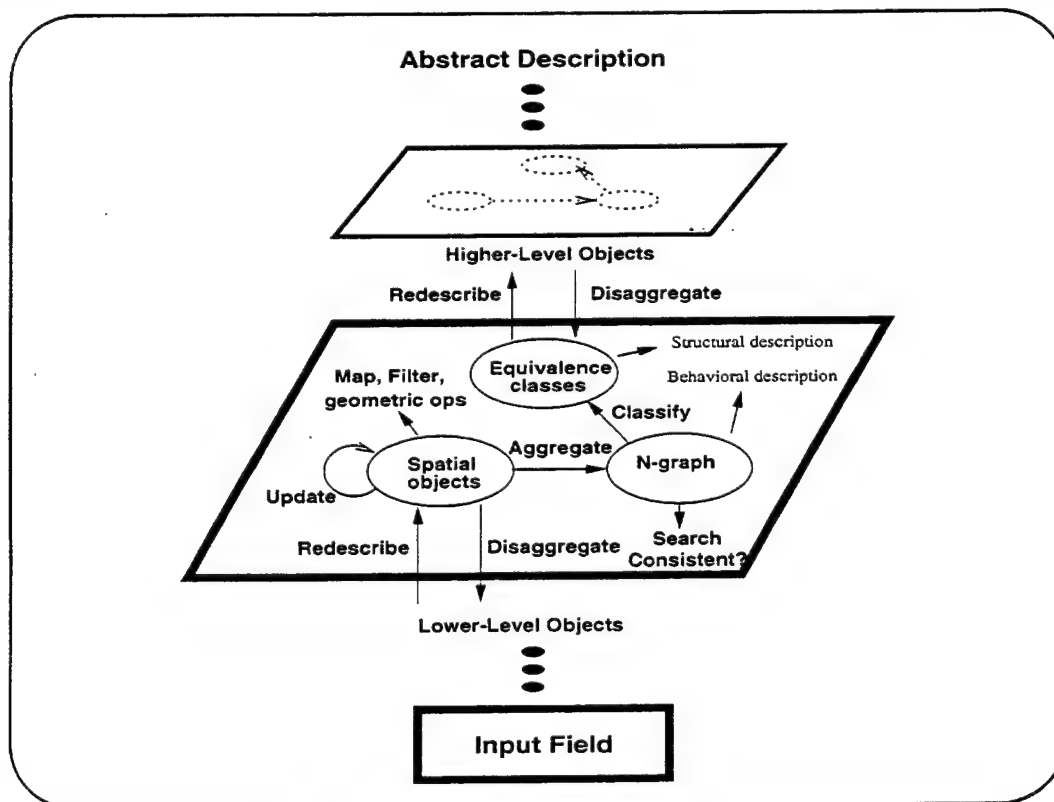 Abstract Description
Higher-Level Objects
Redescribe
Disaggregate
Structural description
Equivalence
classes
Behavioral description
Map, Filter,
geometric ops
Classify
Aggregate
N-graph
Spatial
objects
Update
Search
Consistent?
Redescribe
Disaggregate
Lower-Level Objects
Input Field